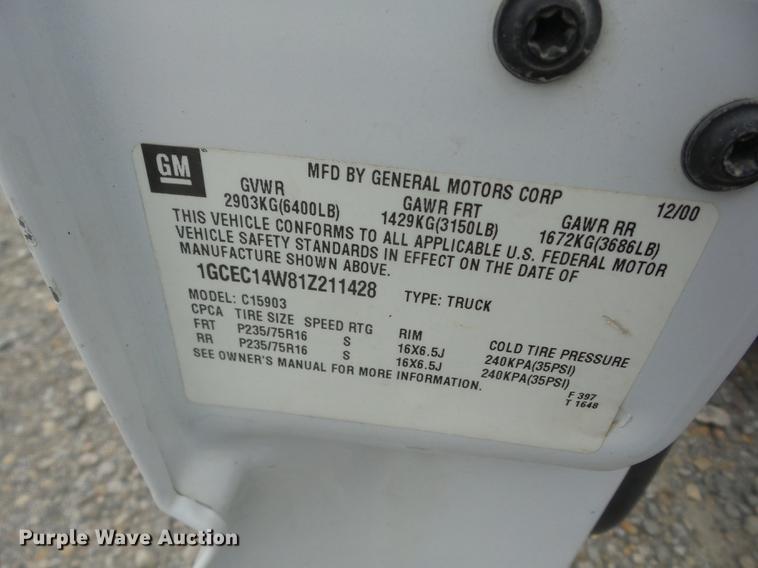 GM
MFD BY GENERAL MOTORS CORP 12/00
GVWR GAWR FRT GAWR RR
2903KG(6400LB) 1429KG(3150LB) 1672KG(3686LB)
THIS VEHICLE CONFORMS TO ALL APPLICABLE U.S. FEDERAL MOTOR
VEHICLE SAFETY STANDARDS IN EFFECT ON THE DATE OF
MANUFACTURE SHOWN ABOVE.
1GCEC14W81Z211428 TYPE: TRUCK
MODEL: C15903
CPCA TIRE SIZE SPEED RTG RIM COLD TIRE PRESSURE
FRT P235/75R16 S 16X6.5J 240KPA(35PSI)
RR P235/75R16 S 16X6.5J 240KPA(35PSI)
SEE OWNER'S MANUAL FOR MORE INFORMATION.
F 397
T 1648
Purple Wave Auction